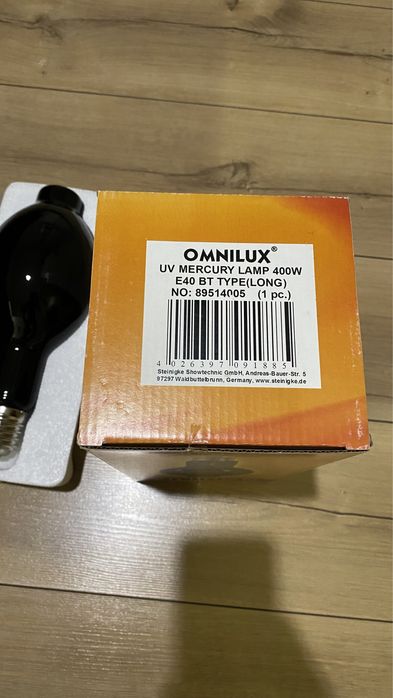 OMNILUX®
UV MERCURY LAMP 400W
E40 BT TYPE(LONG)
NO: 89514005 (1 pc.)
4 026397 091885
Steinigke Showtechnic GmbH, Andreas-Bauer-Str. 5
97297 Waldbuttelbrunn, Germany, www.steinigke.de